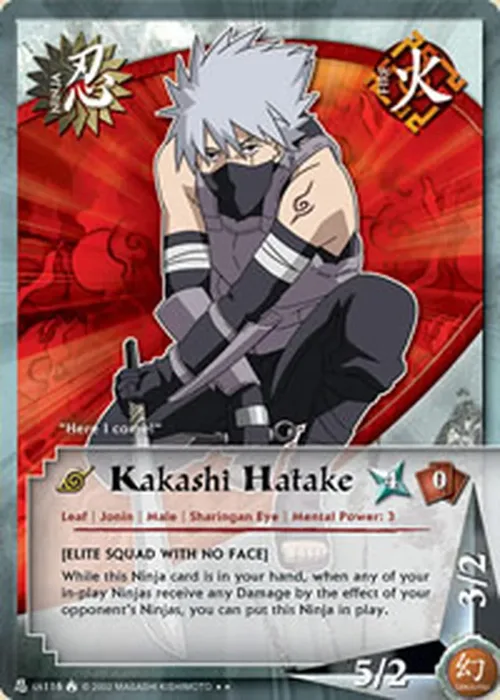 忍
NINJA
火
FIRE
"Here I come!"
Kakashi Hatake 4 0
Leaf | Jonin | Male | Sharingan Eye | Mental Power: 3
[ELITE SQUAD WITH NO FACE]
While this Ninja card is in your hand, when any of your
in-play Ninjas receive any Damage by the effect of your
opponent's Ninjas, you can put this Ninja in play.
3/2
5/2
幻
© 2002 MASASHI KISHIMOTO